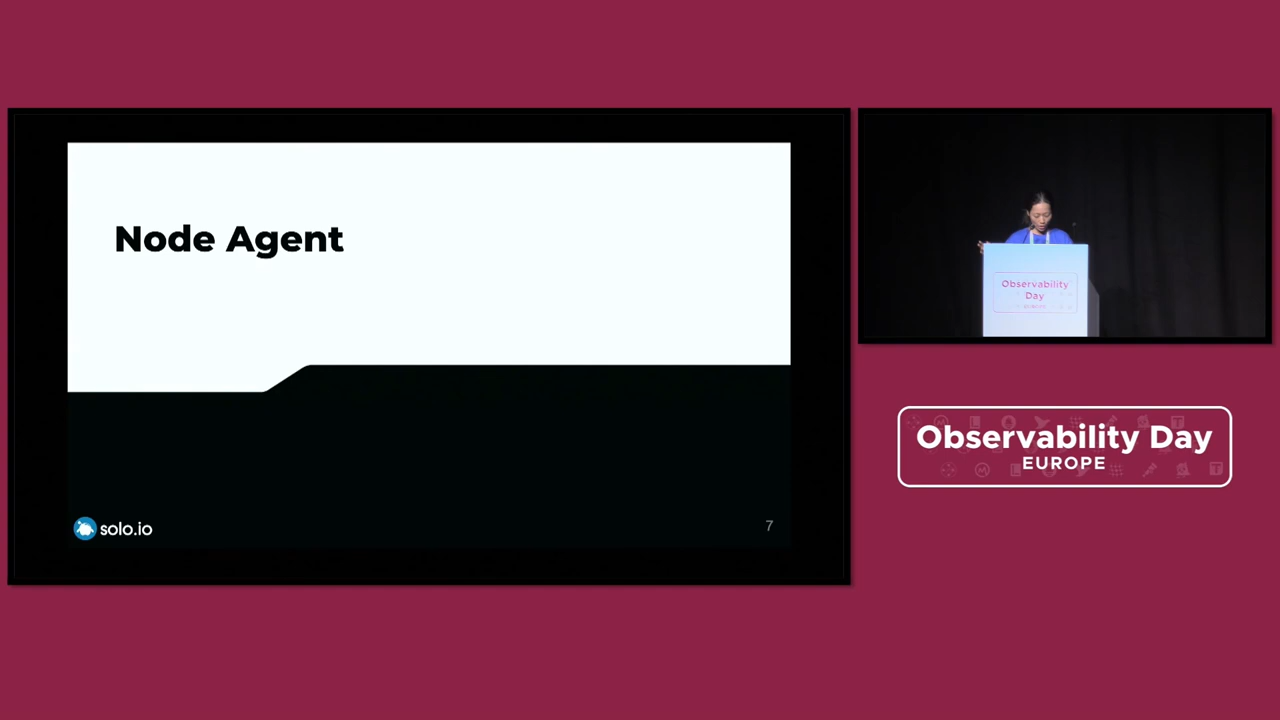 Node Agent
solo.io
7
Observability
Day
Observability Day
EUROPE